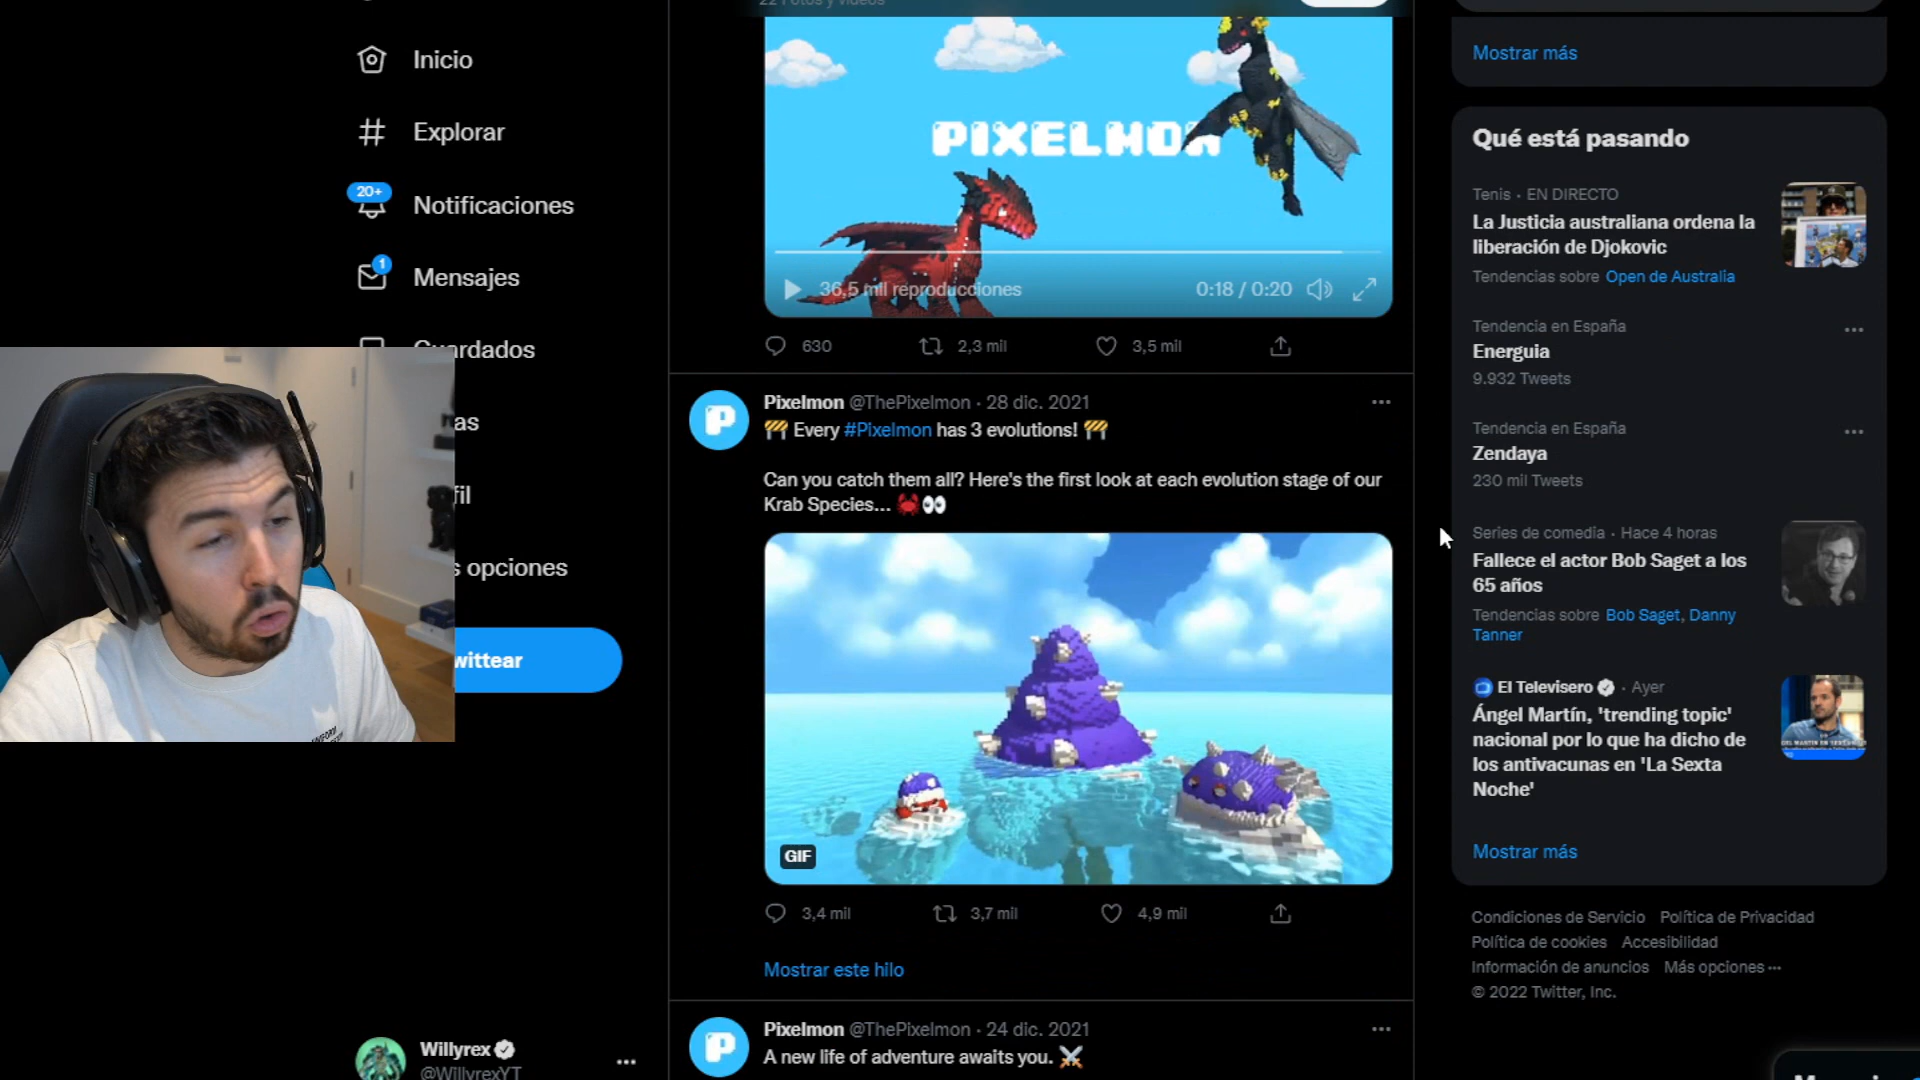 22 Fotos y vídeos
Inicio
Explorar
20+
Notificaciones
1
Mensajes
Guardados
as
fil
s opciones
wittear
Willyrex
@WillyrexYT
PIXELMON
36,5 mil reproducciones
0:18 / 0:20
630
2,3 mil
3,5 mil
Pixelmon @ThePixelmon · 28 dic. 2021
🚧 Every #Pixelmon has 3 evolutions! 🚧
Can you catch them all? Here's the first look at each evolution stage of our
Krab Species... 🦀👀
GIF
3,4 mil
3,7 mil
4,9 mil
Mostrar este hilo
Pixelmon @ThePixelmon · 24 dic. 2021
A new life of adventure awaits you. ⚔️
Mostrar más
Qué está pasando
Tenis · EN DIRECTO
La Justicia australiana ordena la
liberación de Djokovic
Tendencias sobre Open de Australia
Tendencia en España
Energuia
9.932 Tweets
Tendencia en España
Zendaya
230 mil Tweets
Series de comedia · Hace 4 horas
Fallece el actor Bob Saget a los
65 años
Tendencias sobre Bob Saget, Danny
Tanner
El Televisero · Ayer
Ángel Martín, 'trending topic'
nacional por lo que ha dicho de
los antivacunas en 'La Sexta
Noche'
Mostrar más
Condiciones de Servicio Política de Privacidad
Política de cookies Accesibilidad
Información de anuncios Más opciones ···
© 2022 Twitter, Inc.